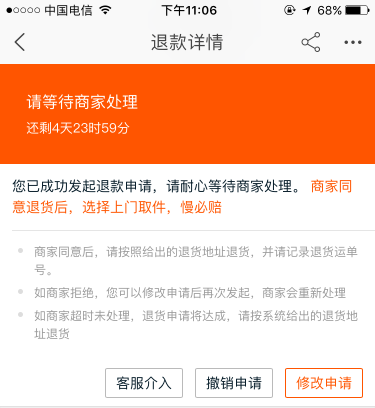 中国电信 下午11:06 68%
退款详情
请等待商家处理
还剩4天23时59分
您已成功发起退款申请，请耐心等待商家处理。商家同
意退货后，选择上门取件，慢必赔
商家同意后，请按照给出的退货地址退货，并请记录退货运单
号。
如商家拒绝，您可以修改申请后再次发起，商家会重新处理
如商家超时未处理，退货申请将达成，请按系统给出的退货地
址退货
客服介入 撤销申请 修改申请